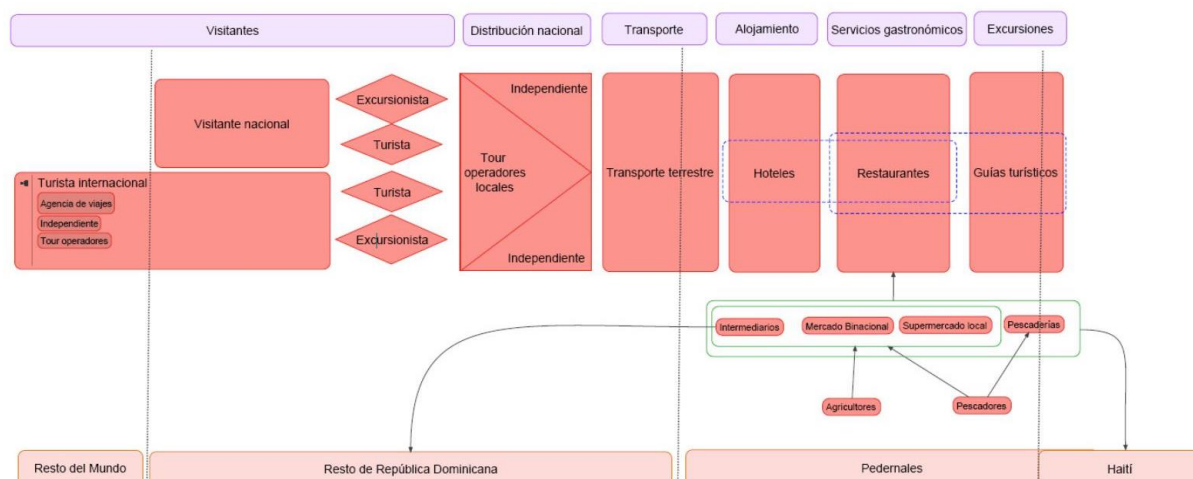 Visitantes
Distribución nacional
Transporte
Alojamiento
Servicios gastronómicos
Excursiones
Visitante nacional
Excursionista
Turista
Turista
Excursionista
Turista internacional
Agencia de viajes
Independiente
Tour operadores
Independiente
Tour
operadores
locales
Independiente
Transporte terrestre
Hoteles
Restaurantes
Guías turísticos
Intermediarios
Mercado Binacional
Supermercado local
Pescaderías
Agricultores
Pescadores
Resto del Mundo
Resto de República Dominicana
Pedernales
Haití